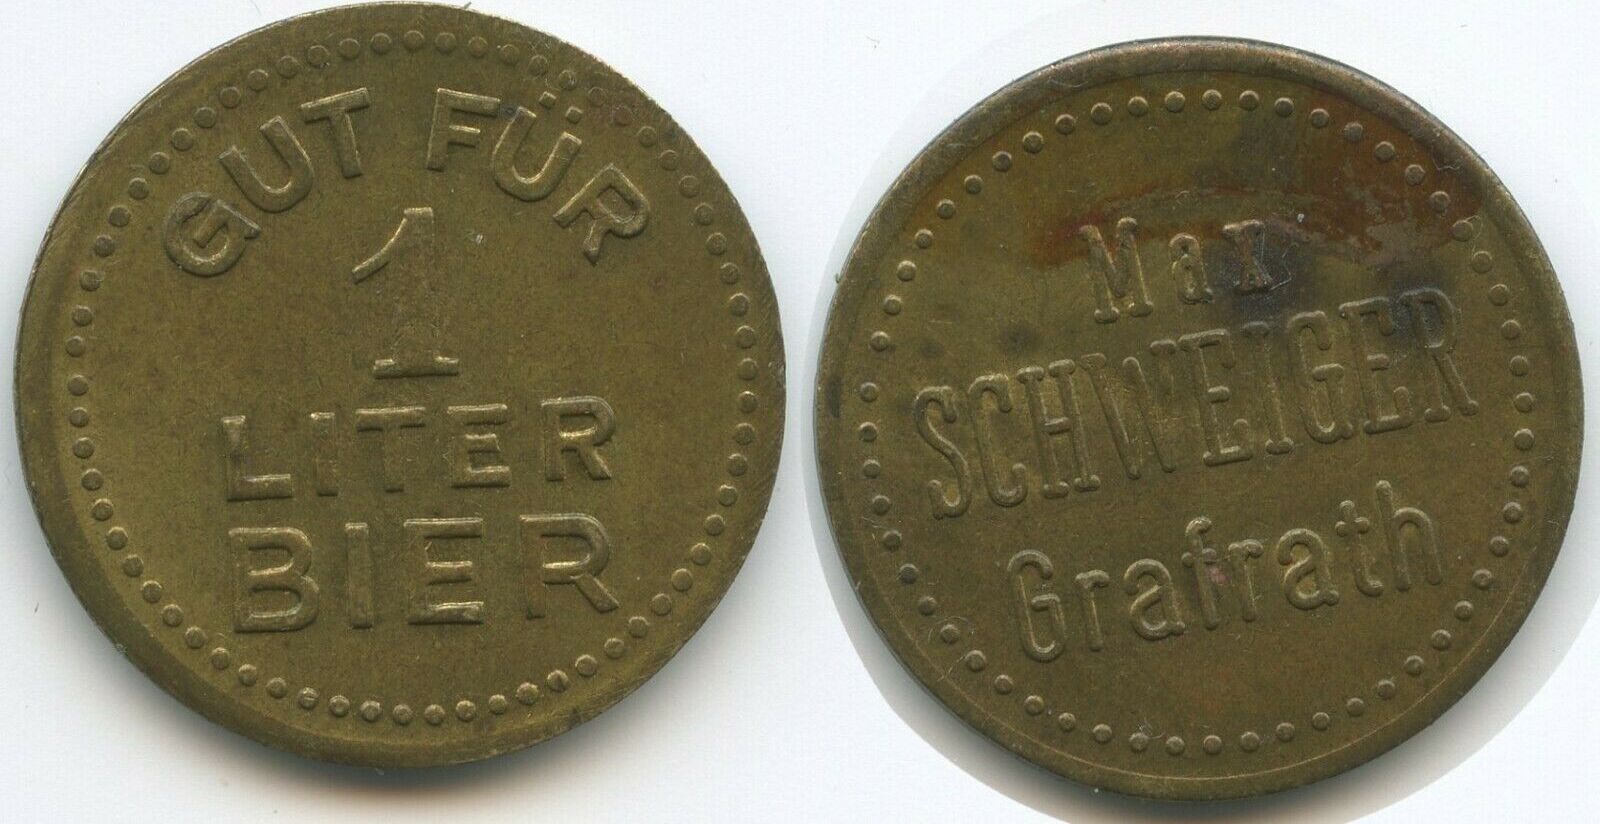 GUT FÜR
1
LITER
BIER
Max
SCHWEIGER
Grafrath